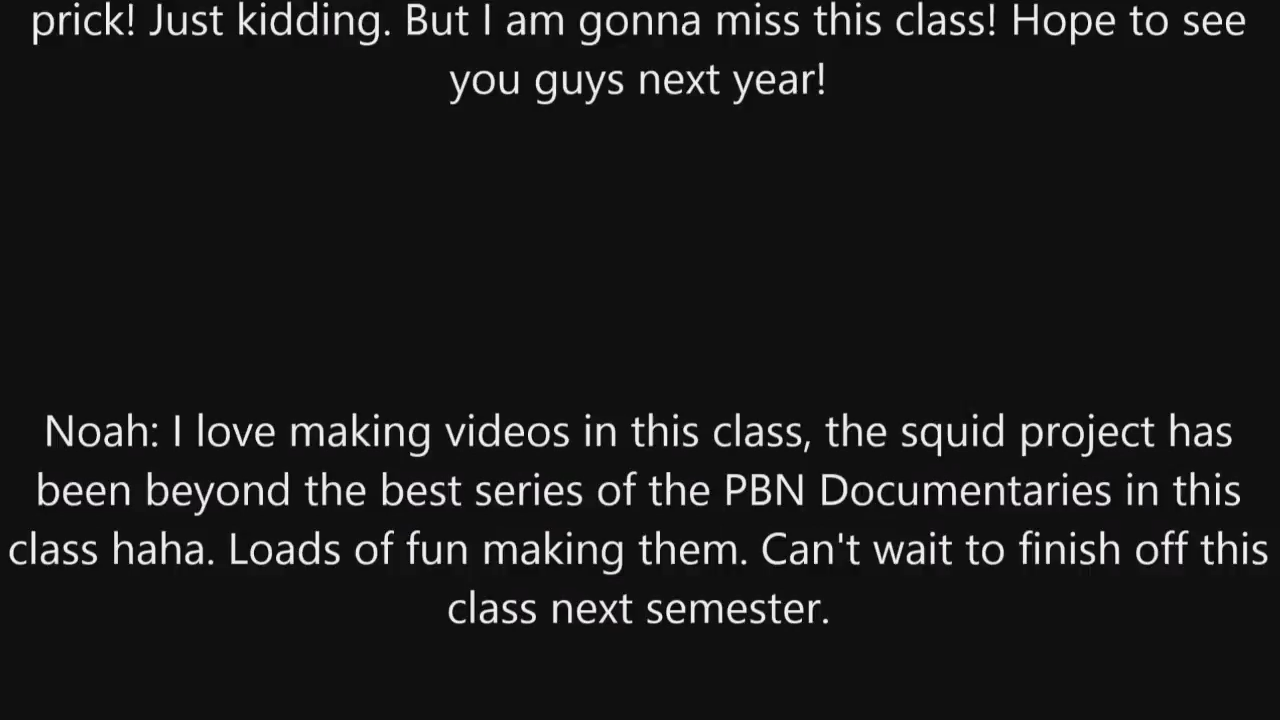 prick! Just kidding. But I am gonna miss this class! Hope to see
you guys next year!
Noah: I love making videos in this class, the squid project has
been beyond the best series of the PBN Documentaries in this
class haha. Loads of fun making them. Can't wait to finish off this
class next semester.